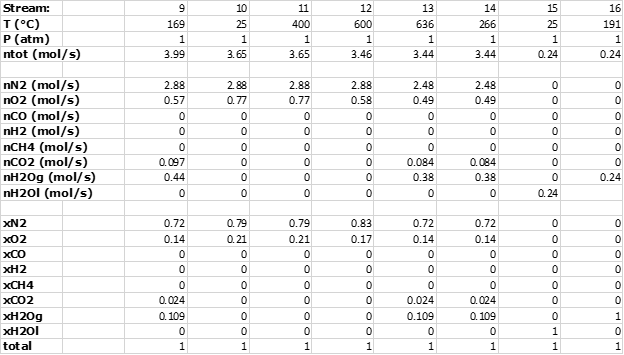 Stream: 9 10 11 12 13 14 15 16
T (°C) 169 25 400 600 636 266 25 191
P (atm) 1 1 1 1 1 1 1 1
ntot (mol/s) 3.99 3.65 3.65 3.46 3.44 3.44 0.24 0.24
nN2 (mol/s) 2.88 2.88 2.88 2.88 2.48 2.48 0 0
nO2 (mol/s) 0.57 0.77 0.77 0.58 0.49 0.49 0 0
nCO (mol/s) 0 0 0 0 0 0 0 0
nH2 (mol/s) 0 0 0 0 0 0 0 0
nCH4 (mol/s) 0 0 0 0 0 0 0 0
nCO2 (mol/s) 0.097 0 0 0 0.084 0.084 0 0
nH2Og (mol/s) 0.44 0 0 0 0.38 0.38 0 0.24
nH2Ol (mol/s) 0 0 0 0 0 0 0.24
xN2 0.72 0.79 0.79 0.83 0.72 0.72 0 0
xO2 0.14 0.21 0.21 0.17 0.14 0.14 0 0
xCO 0 0 0 0 0 0 0 0
xH2 0 0 0 0 0 0 0 0
xCH4 0 0 0 0 0 0 0 0
xCO2 0.024 0 0 0 0.024 0.024 0 0
xH2Og 0.109 0 0 0 0.109 0.109 0 1
xH2Ol 0 0 0 0 0 0 1 0
total 1 1 1 1 1 1 1 1